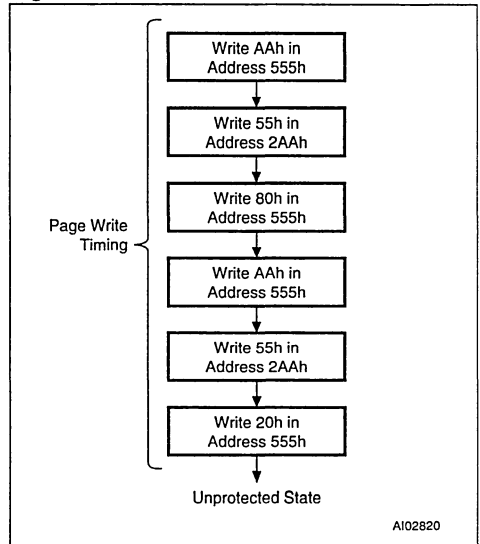 Write AAh in
Address 555h
Write 55h in
Address 2AAh
Write 80h in
Address 555h
Page Write
Timing
Write AAh in
Address 555h
Write 55h in
Address 2AAh
Write 20h in
Address 555h
Unprotected State
AI02820